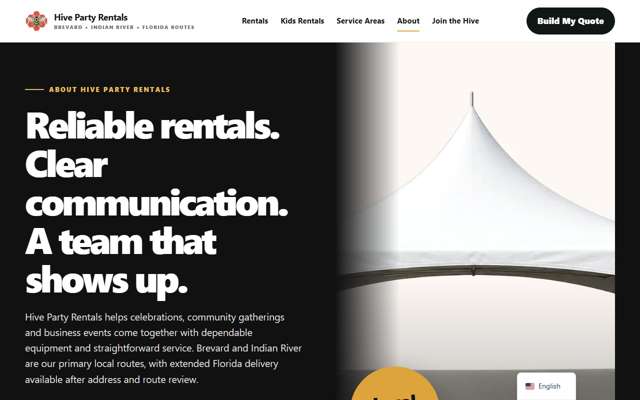 Hive Party Rentals
BREVARD + INDIAN RIVER + FLORIDA ROUTES
Rentals
Kids Rentals
Service Areas
About
Join the Hive
Build My Quote
ABOUT HIVE PARTY RENTALS
Reliable rentals.
Clear
communication.
A team that
shows up.
Hive Party Rentals helps celebrations, community gatherings
and business events come together with dependable
equipment and straightforward service. Brevard and Indian River
are our primary local routes, with extended Florida delivery
available after address and route review.
English